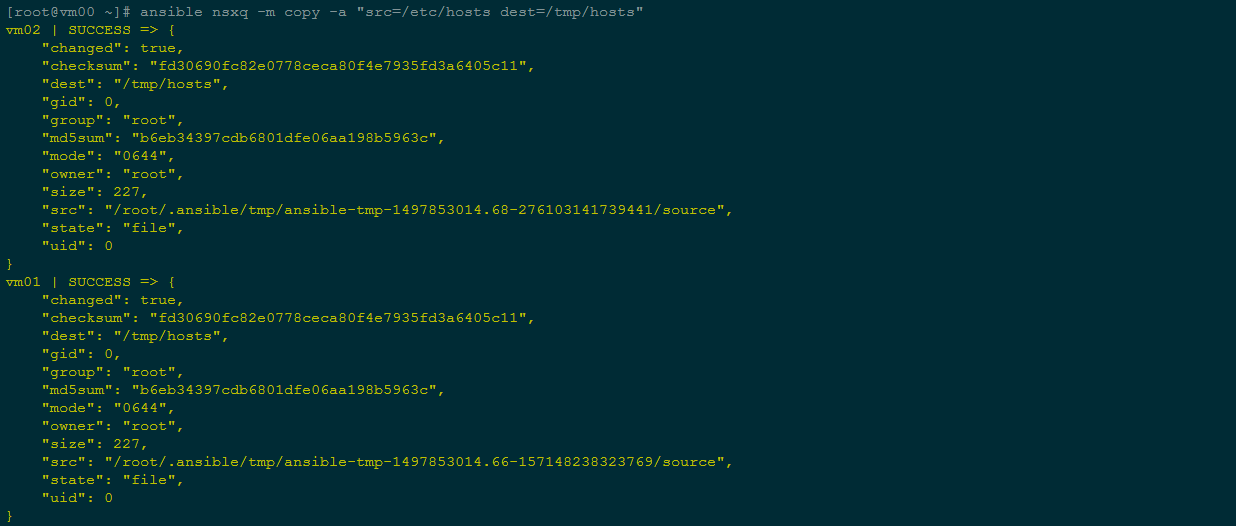 [root@vm00 ~]# ansible nsxq -m copy -a "src=/etc/hosts dest=/tmp/hosts"
vm02 | SUCCESS => {
    "changed": true,
    "checksum": "fd30690fc82e0778ceca80f4e7935fd3a6405c11",
    "dest": "/tmp/hosts",
    "gid": 0,
    "group": "root",
    "md5sum": "b6eb34397cdb6801dfe06aa198b5963c",
    "mode": "0644",
    "owner": "root",
    "size": 227,
    "src": "/root/.ansible/tmp/ansible-tmp-1497853014.68-276103141739441/source",
    "state": "file",
    "uid": 0
}
vm01 | SUCCESS => {
    "changed": true,
    "checksum": "fd30690fc82e0778ceca80f4e7935fd3a6405c11",
    "dest": "/tmp/hosts",
    "gid": 0,
    "group": "root",
    "md5sum": "b6eb34397cdb6801dfe06aa198b5963c",
    "mode": "0644",
    "owner": "root",
    "size": 227,
    "src": "/root/.ansible/tmp/ansible-tmp-1497853014.66-157148238323769/source",
    "state": "file",
    "uid": 0
}